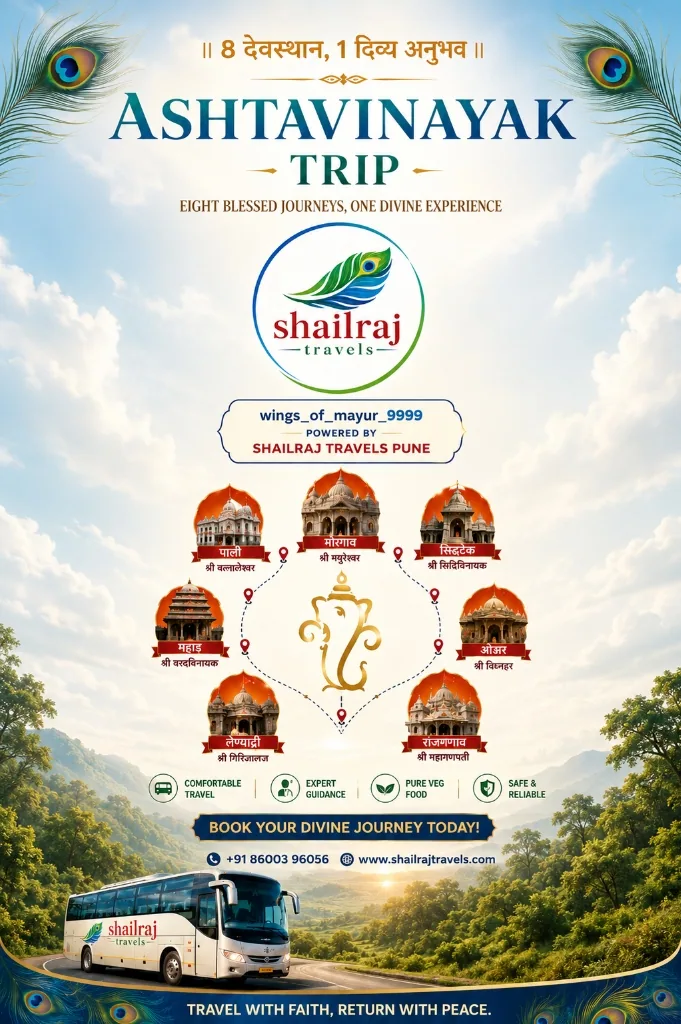 ॥ 8 देवस्थान, 1 दिव्य अनुभव ॥
ASHTAVINAYAK
TRIP
EIGHT BLESSED JOURNEYS, ONE DIVINE EXPERIENCE
shailraj
travels
wings_of_mayur_9999
POWERED BY
SHAILRAJ TRAVELS PUNE
पाली
श्री वल्नालेश्वर
मोरगाव
श्री मयुरेश्वर
सिद्धटेक
श्री सिदिविनायक
महाड़
श्री वरदविनायक
ओअर
श्री विघ्नहर
लेण्याद्री
श्री गिरिजालज
रांजणगाव
श्री महागणपती
COMFORTABLE
TRAVEL
EXPERT
GUIDANCE
PURE VEG
FOOD
SAFE &
RELIABLE
BOOK YOUR DIVINE JOURNEY TODAY!
+91 86003 96056 www.shailrajtravels.com
shailraj
travels
TRAVEL WITH FAITH, RETURN WITH PEACE.